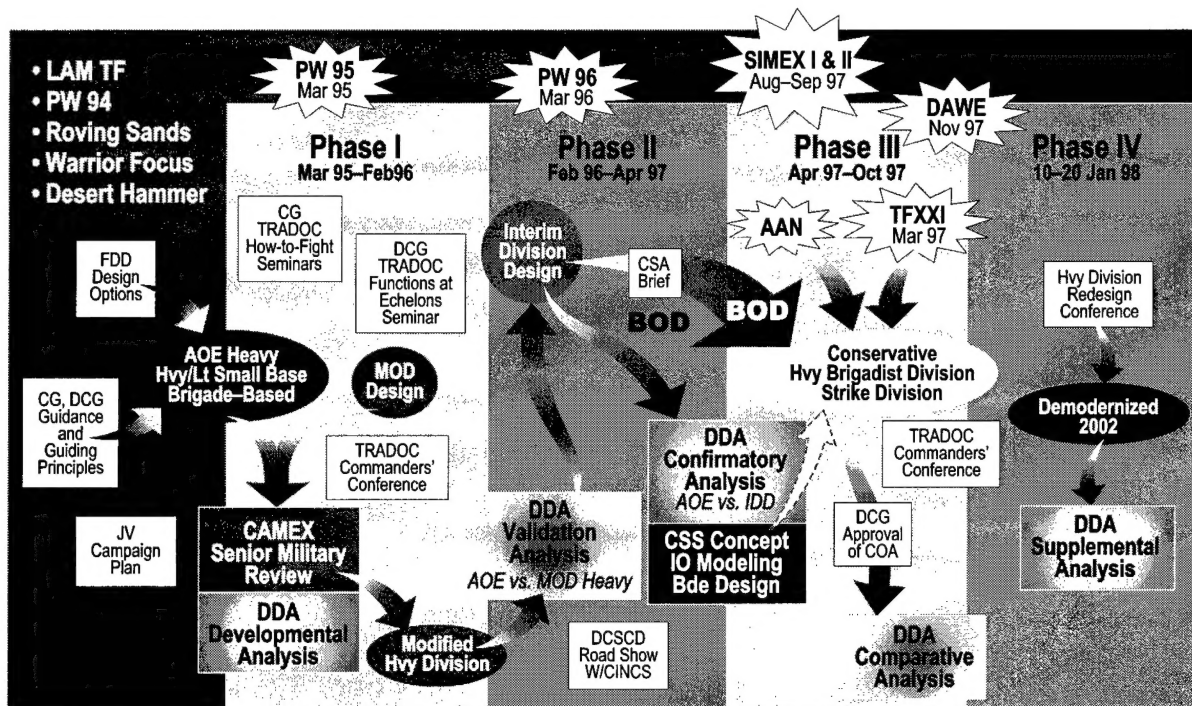 • LAM TF
• PW 94
• Roving Sands
• Warrior Focus
• Desert Hammer
FDD
Design
Options
CG, DCG
Guidance
and
Guiding
Principles
JV
Campaign
Plan
AOE Heavy
Hvy/Lt Small Base
Brigade–Based
PW 95
Mar 95
Phase I
Mar 95–Feb96
CG
TRADOC
How-to-Fight
Seminars
DCG
TRADOC
Functions at
Echelons
Seminar
MOD
Design
TRADOC
Commanders'
Conference
CAMEX
Senior Military
Review
DDA
Developmental
Analysis
Modified
Hvy Division
PW 96
Mar 96
Phase II
Feb 96–Apr 97
Interim
Division
Design
CSA
Brief
BOD
BOD
DDA
Validation
Analysis
AOE vs. MOD Heavy
DCSCD
Road Show
W/CINCS
DDA
Confirmatory
Analysis
AOE vs. IDD
CSS Concept
IO Modeling
Bde Design
SIMEX I & II
Aug–Sep 97
DAWE
Nov 97
Phase III
Apr 97–Oct 97
AAN
TFXXI
Mar 97
Conservative
Hvy Brigadist Division
Strike Division
TRADOC
Commanders'
Conference
DCG
Approval
of COA
DDA
Comparative
Analysis
Phase IV
10–20 Jan 98
Hvy Division
Redesign
Conference
Demodernized
2002
DDA
Supplemental
Analysis